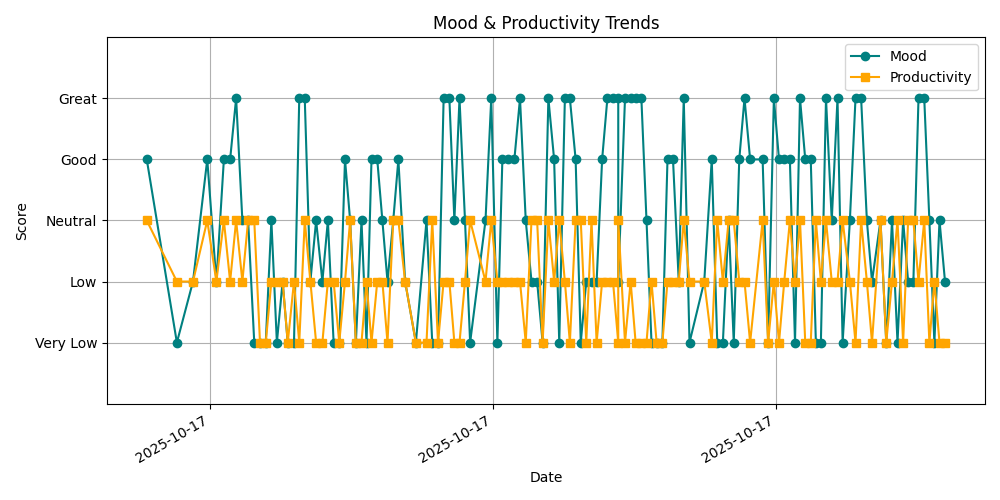 Mood & Productivity Trends
Mood
Productivity
Great
Good
Neutral
Low
Very Low
Score
2025-10-17
2025-10-17
2025-10-17
Date